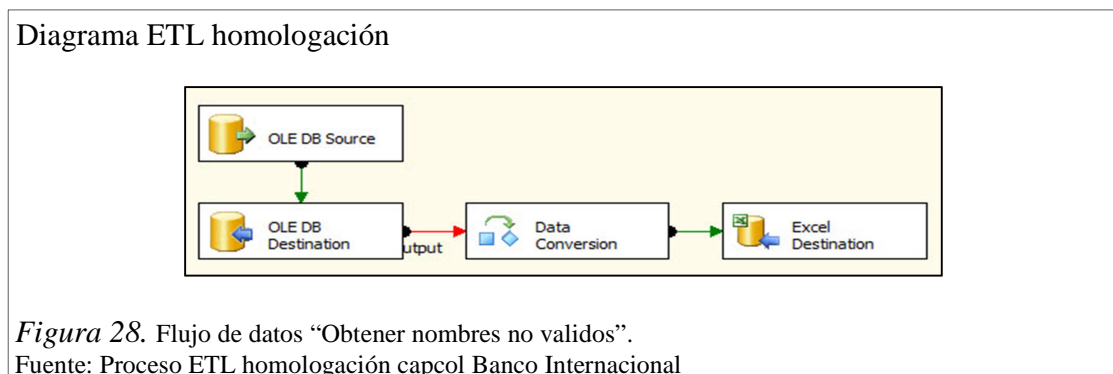 Diagrama ETL homologación
OLE DB Source
OLE DB
Destination
utput
Data
Conversion
Excel
Destination
Figura 28. Flujo de datos “Obtener nombres no validos”.
Fuente: Proceso ETL homologación capcol Banco Internacional